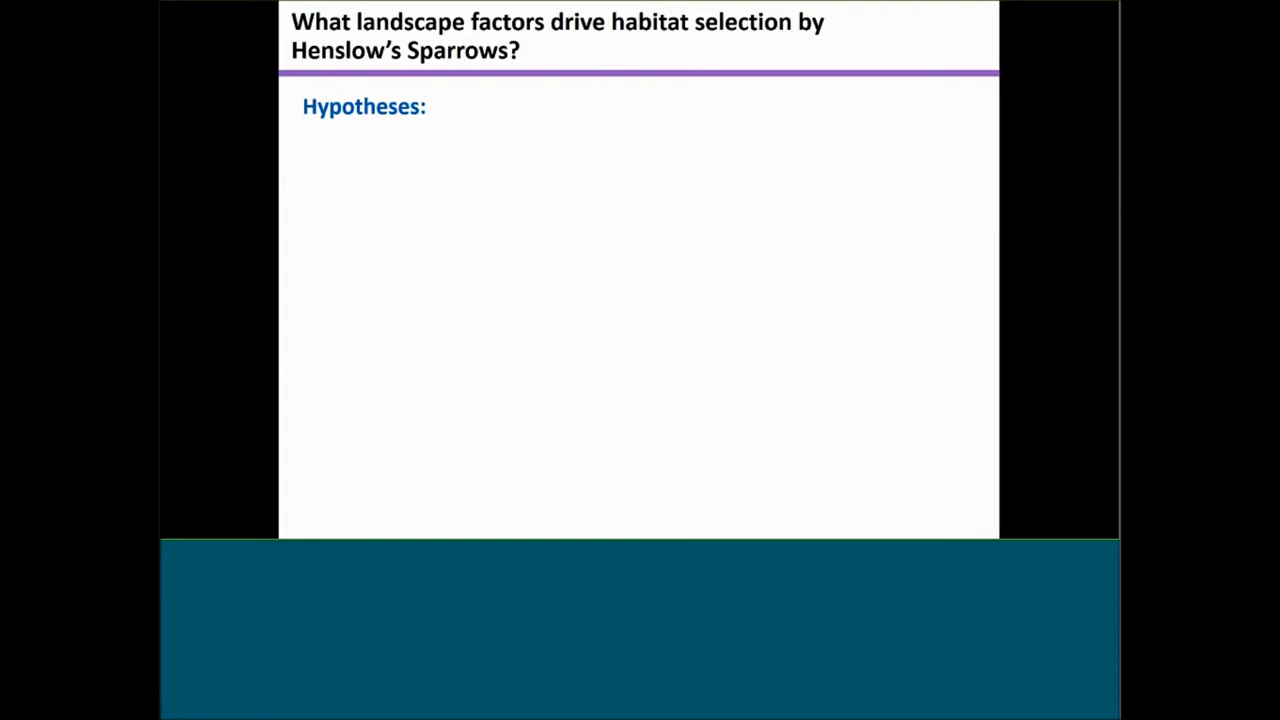 What landscape factors drive habitat selection by
Henslow’s Sparrows?
Hypotheses: